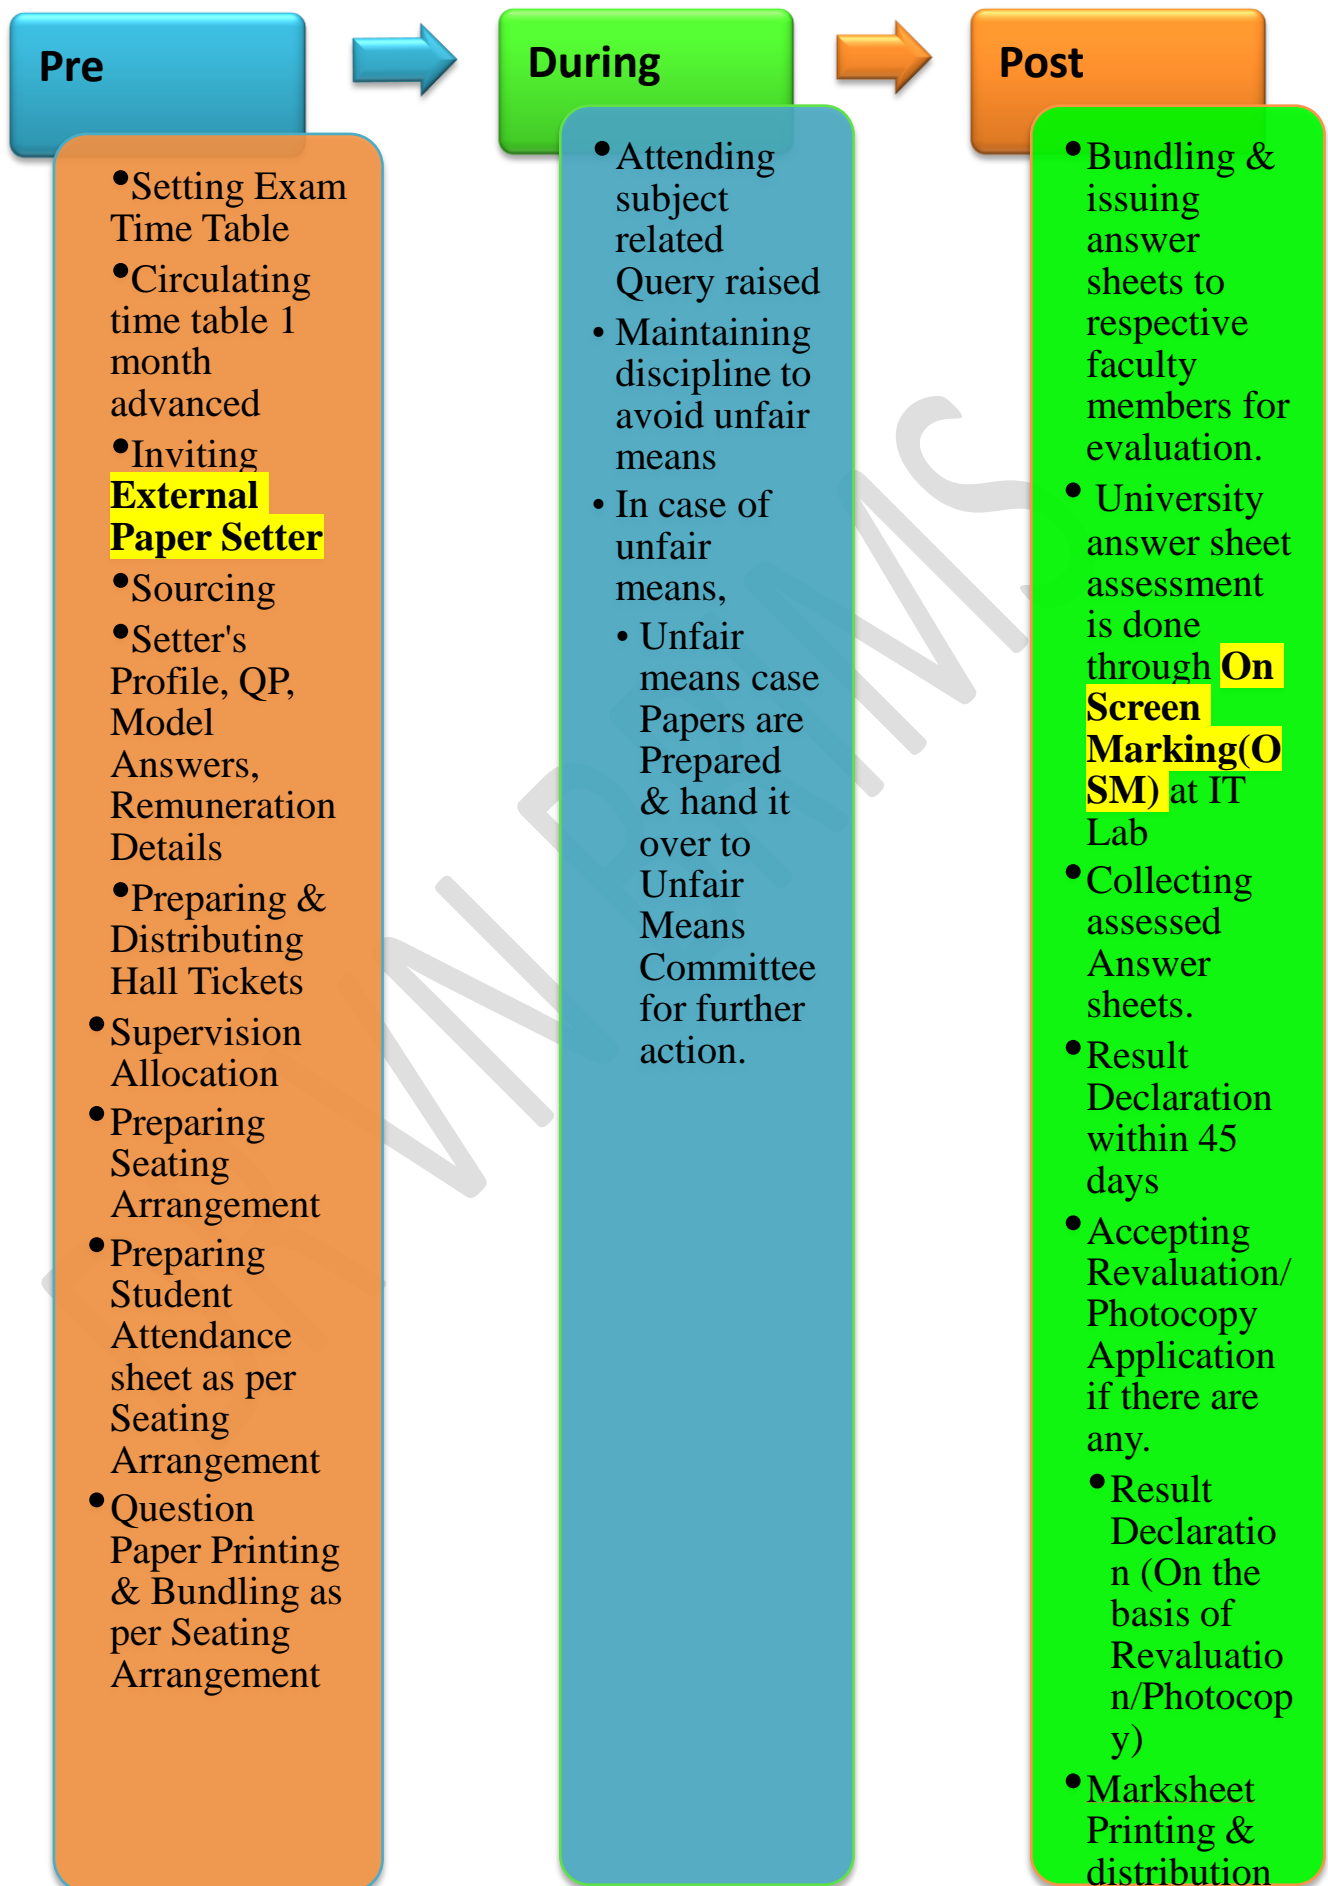 Pre
•Setting Exam
Time Table
•Circulating
time table 1
month
advanced
•Inviting
External
Paper Setter
•Sourcing
•Setter's
Profile, QP,
Model
Answers,
Remuneration
Details
•Preparing &
Distributing
Hall Tickets
•Supervision
Allocation
•Preparing
Seating
Arrangement
•Preparing
Student
Attendance
sheet as per
Seating
Arrangement
•Question
Paper Printing
& Bundling as
per Seating
Arrangement
During
•Attending
subject
related
Query raised
• Maintaining
discipline to
avoid unfair
means
• In case of
unfair
means,
• Unfair
means case
Papers are
Prepared
& hand it
over to
Unfair
Means
Committee
for further
action.
Post
•Bundling &
issuing
answer
sheets to
respective
faculty
members for
evaluation.
• University
answer sheet
assessment
is done
through On
Screen
Marking(O
SM) at IT
Lab
•Collecting
assessed
Answer
sheets.
•Result
Declaration
within 45
days
•Accepting
Revaluation/
Photocopy
Application
if there are
any.
•Result
Declaratio
n (On the
basis of
Revaluatio
n/Photocop
y)
•Marksheet
Printing &
distribution